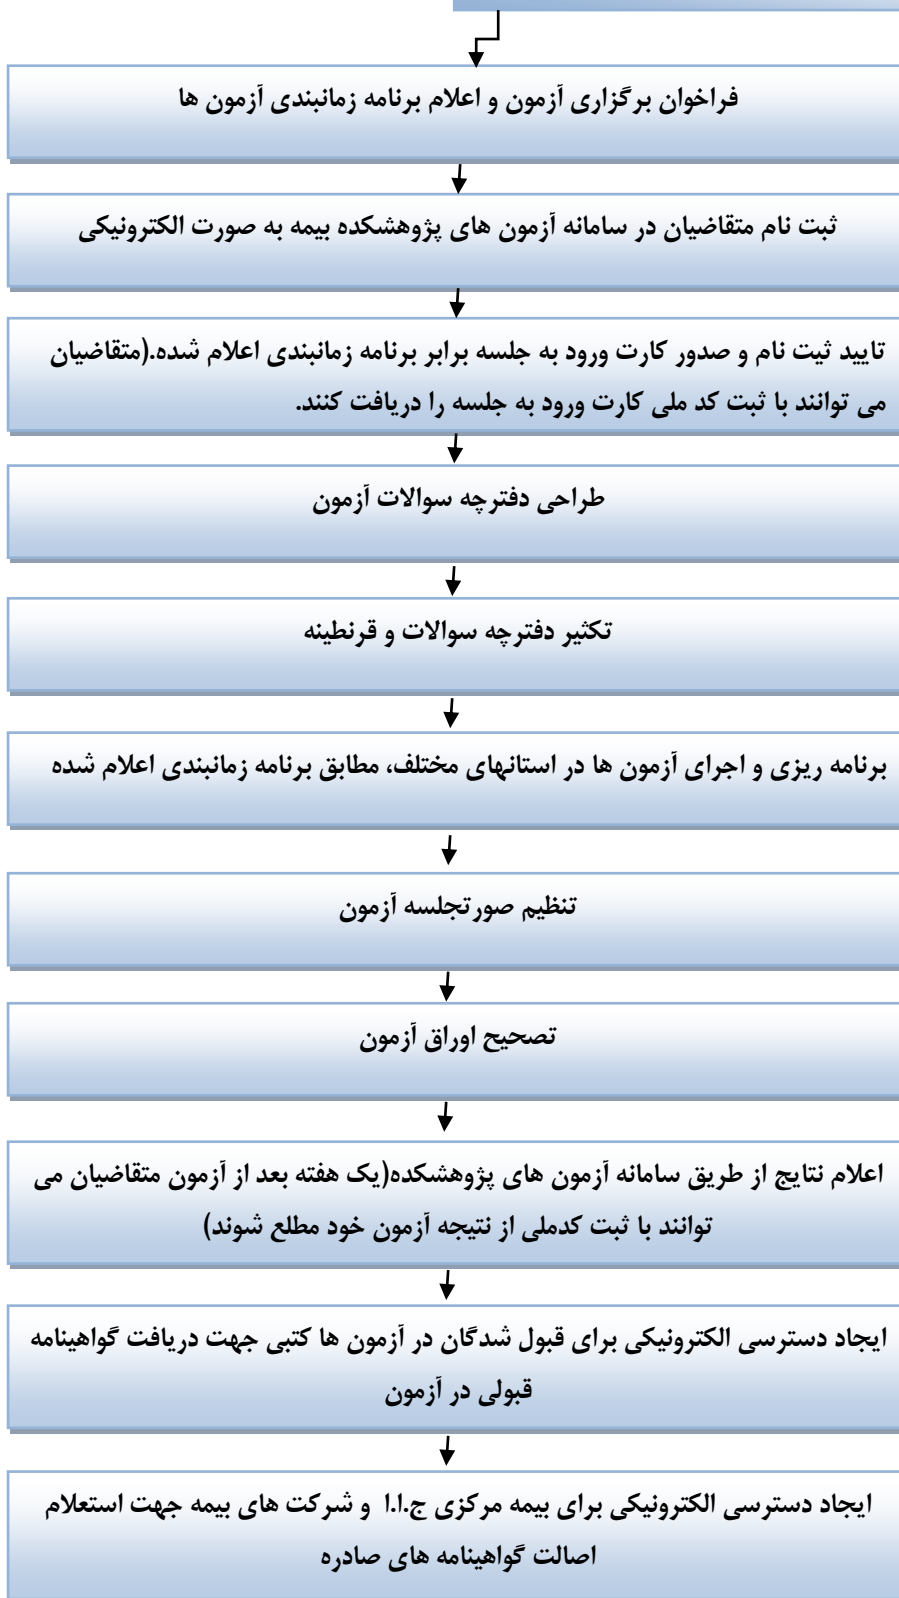 فراخوان برگزاری آزمون و اعلام برنامه زمانبندی آزمون ها
ثبت نام متقاضیان در سامانه آزمون های پژوهشکده بیمه به صورت الکترونیکی
تایید ثیت نام و صدور کارت ورود به جلسه برابر برنامه زمانبندی اعلام شده.(متقاضیان
می توانند با ثبت کد ملی کارت ورود به جلسه را دریافت کنند.
طراحی دفترچه سوالات آزمون
تکثیر دفترچه سوالات و قرنطینه
برنامه ریزی و اجرای آزمون ها در استانهای مختلف، مطابق برنامه زمانبندی اعلام شده
تنظیم صورتجلسه آزمون
تصحیح اوراق آزمون
اعلام نتایج از طریق سامانه آزمون های پژوهشکده(یک هفته بعد از آزمون متقاضیان می
توانند با ثبت کدملی از نتیجه آزمون خود مطلع شوند)
ایجاد دسترسی الکترونیکی برای قبول شدگان در آزمون ها کتبی جهت دریافت گواهینامه
قبولی در آزمون
ایجاد دسترسی الکترونیکی برای بیمه مرکزی ج.ا.ا و شرکت های بیمه جهت استعلام
اصالت گواهینامه های صادره